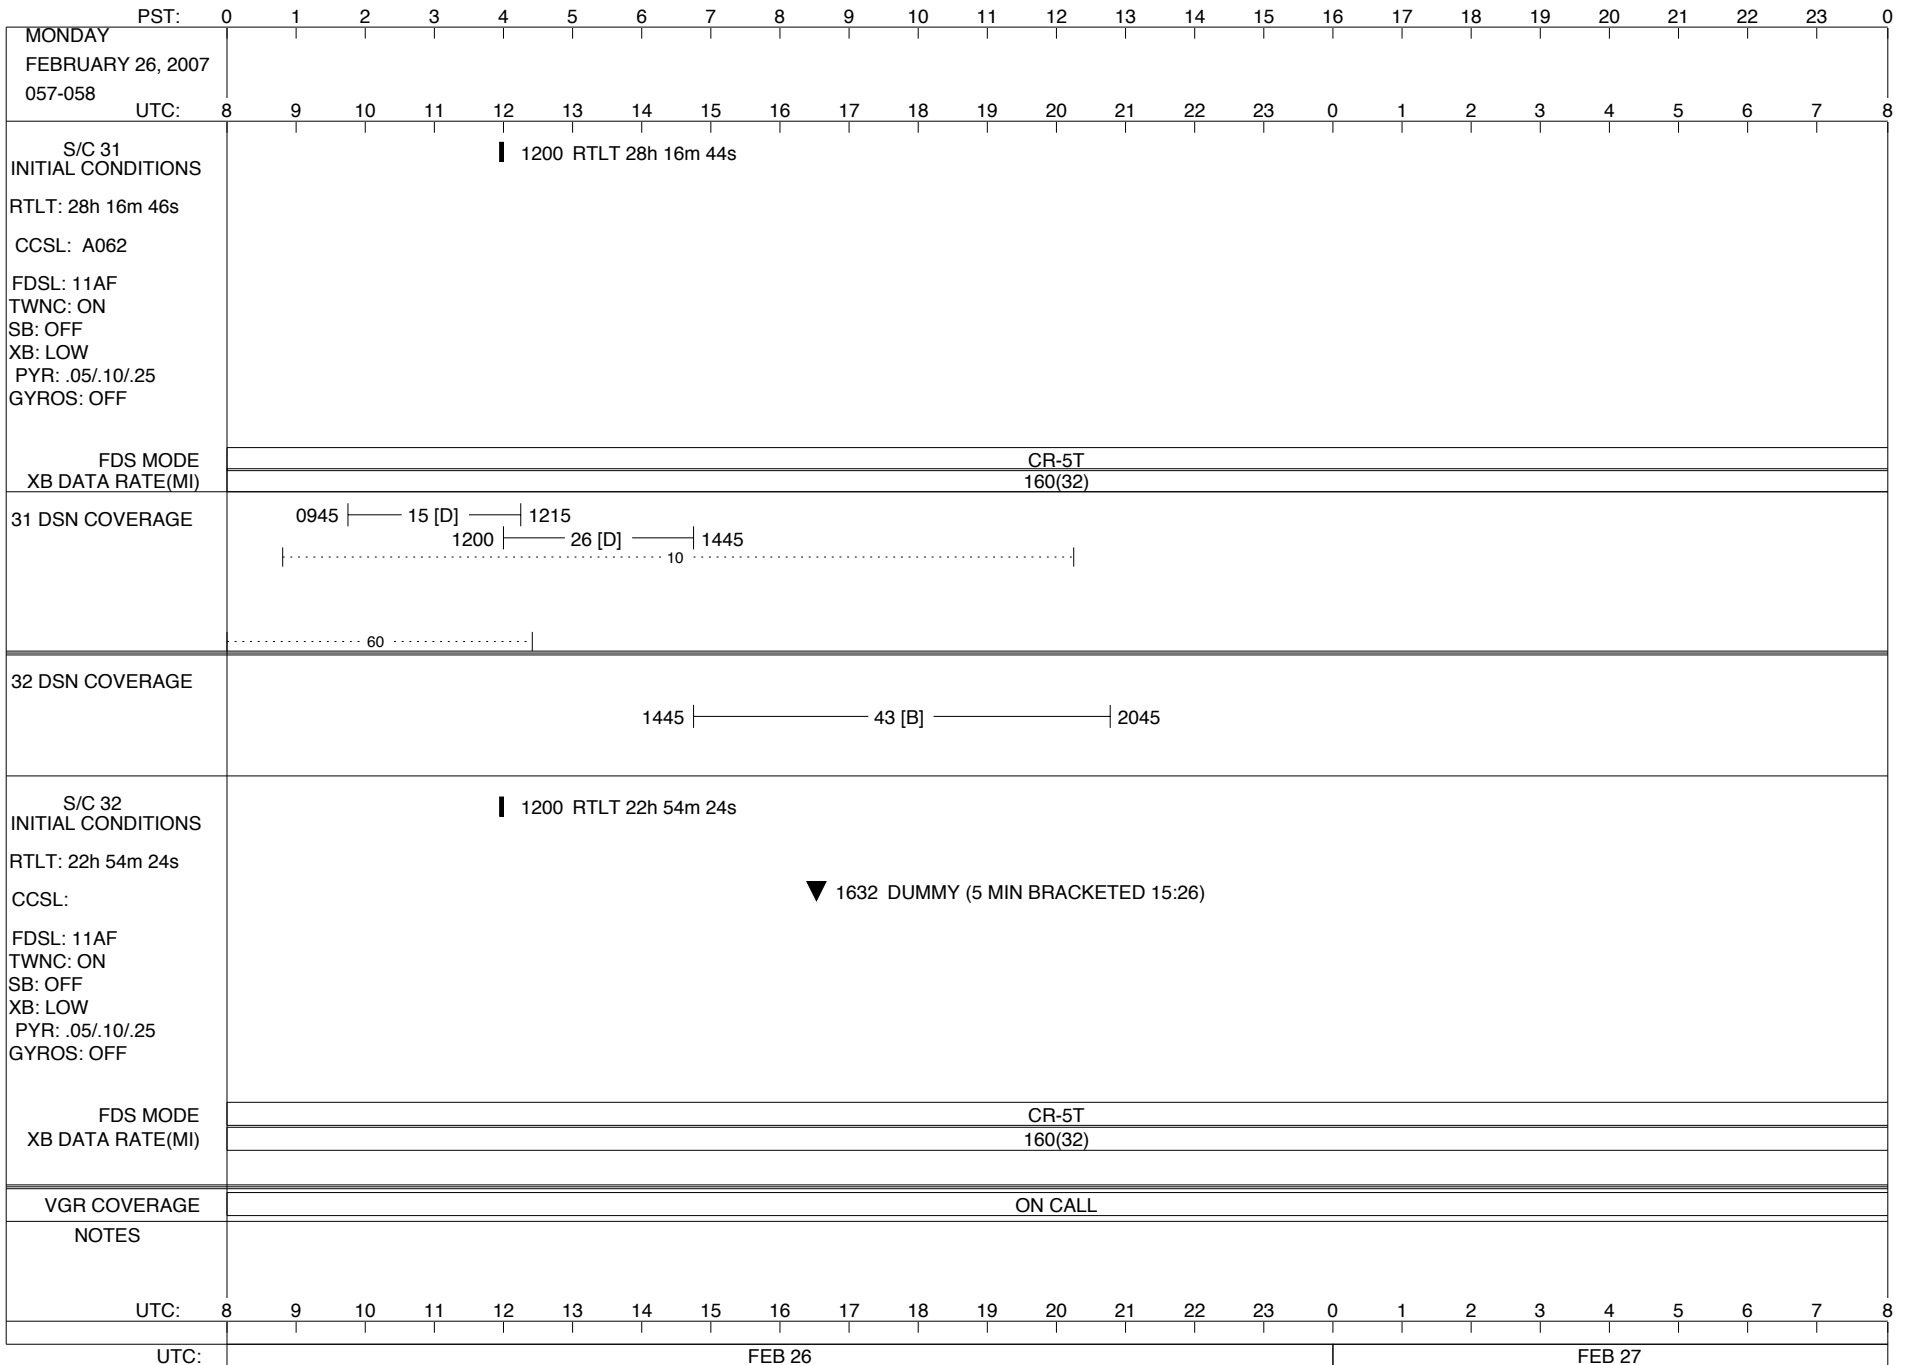 PST: 0 1 2 3 4 5 6 7 8 9 10 11 12 13 14 15 16 17 18 19 20 21 22 23 0
MONDAY
FEBRUARY 26, 2007
057-058
UTC: 8 9 10 11 12 13 14 15 16 17 18 19 20 21 22 23 0 1 2 3 4 5 6 7 8
S/C 31
INITIAL CONDITIONS
1200 RTLT 28h 16m 44s
RTLT: 28h 16m 46s
CCSL: A062
FDSL: 11AF
TWNC: ON
SB: OFF
XB: LOW
PYR: .05/.10/.25
GYROS: OFF
FDS MODE CR-5T
XB DATA RATE(MI) 160(32)
31 DSN COVERAGE
0945 15 [D] 1215
1200 26 [D] 1445
10
60
32 DSN COVERAGE
1445 43 [B] 2045
S/C 32
INITIAL CONDITIONS
1200 RTLT 22h 54m 24s
RTLT: 22h 54m 24s
1632 DUMMY (5 MIN BRACKETED 15:26)
CCSL:
FDSL: 11AF
TWNC: ON
SB: OFF
XB: LOW
PYR: .05/.10/.25
GYROS: OFF
FDS MODE CR-5T
XB DATA RATE(MI) 160(32)
VGR COVERAGE ON CALL
NOTES
UTC: 8 9 10 11 12 13 14 15 16 17 18 19 20 21 22 23 0 1 2 3 4 5 6 7 8
UTC: FEB 26 FEB 27